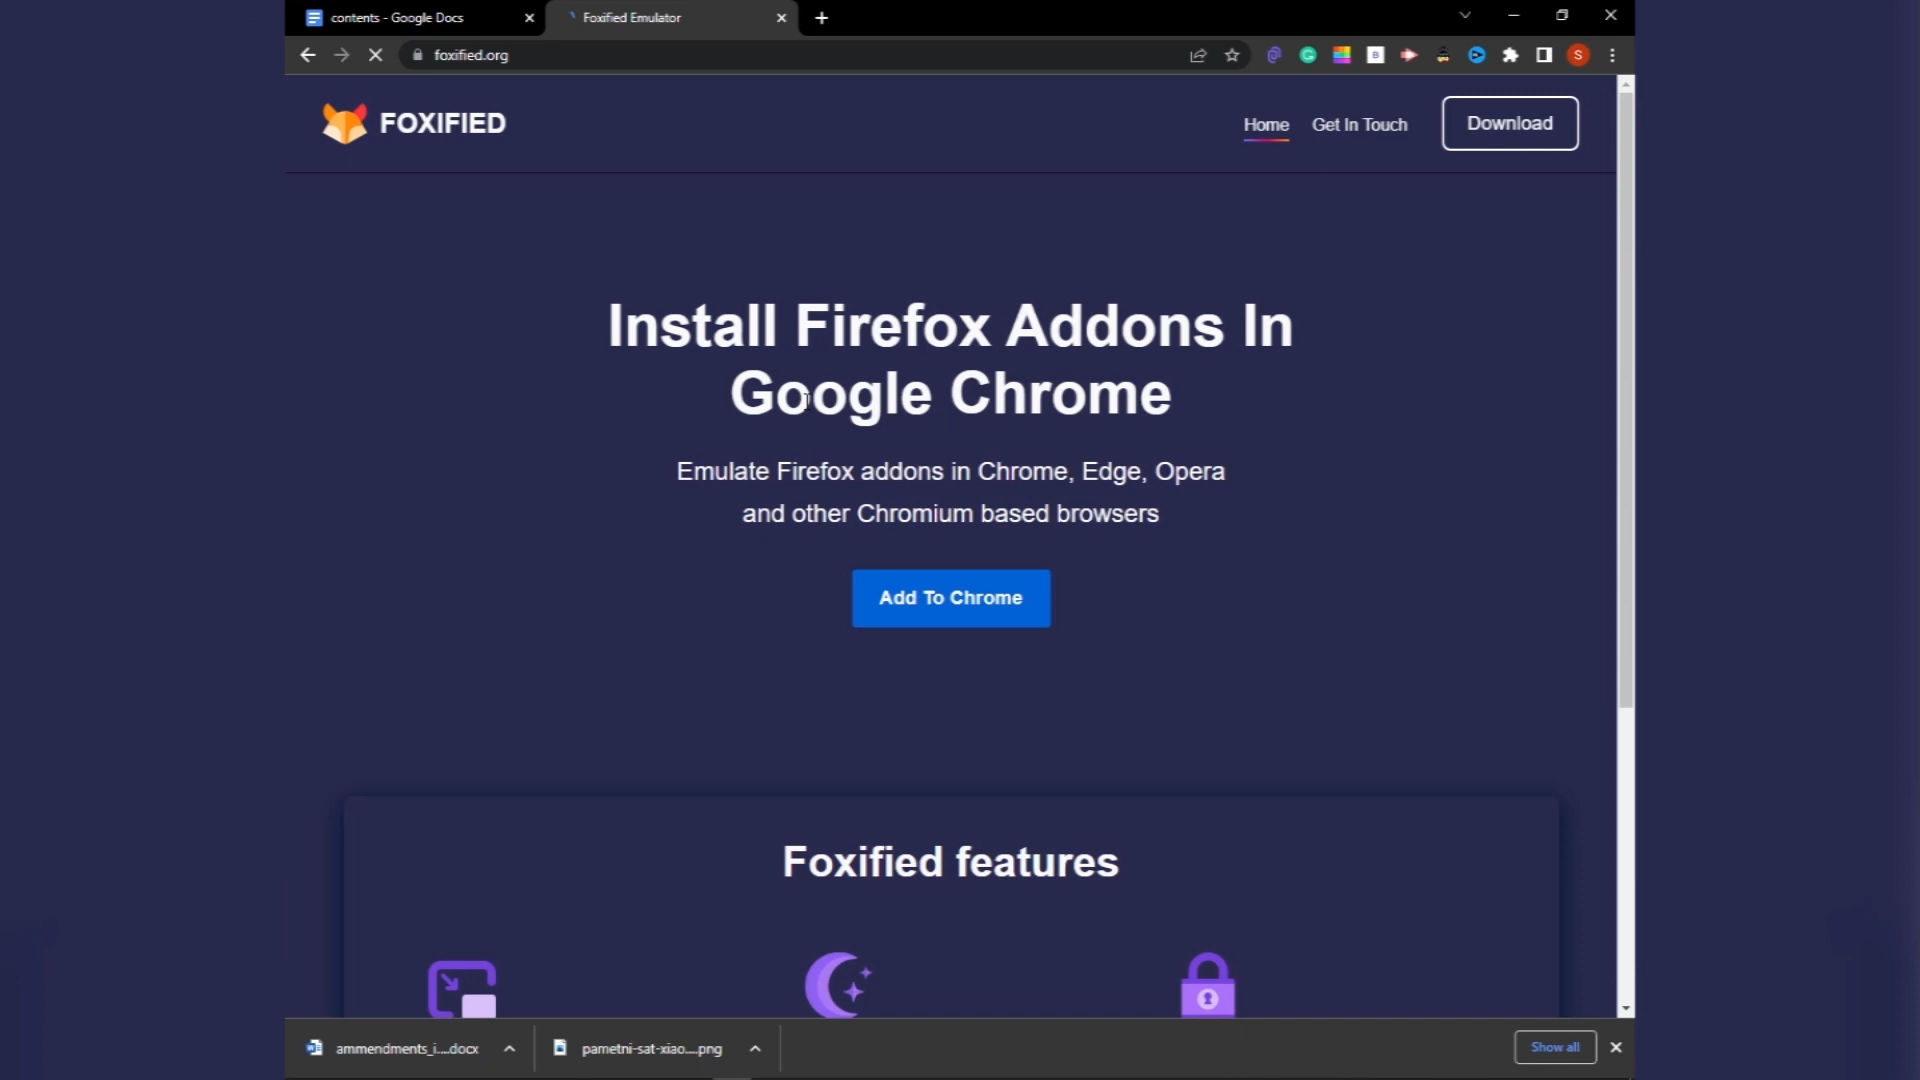 contents - Google Docs
Foxified Emulator
foxified.org
S
FOXIFIED
Home
Get In Touch
Download
Install Firefox Addons In
Google Chrome
Emulate Firefox addons in Chrome, Edge, Opera
and other Chromium based browsers
Add To Chrome
Foxified features
ammendments_i....docx
pametni-sat-xiao....png
Show all